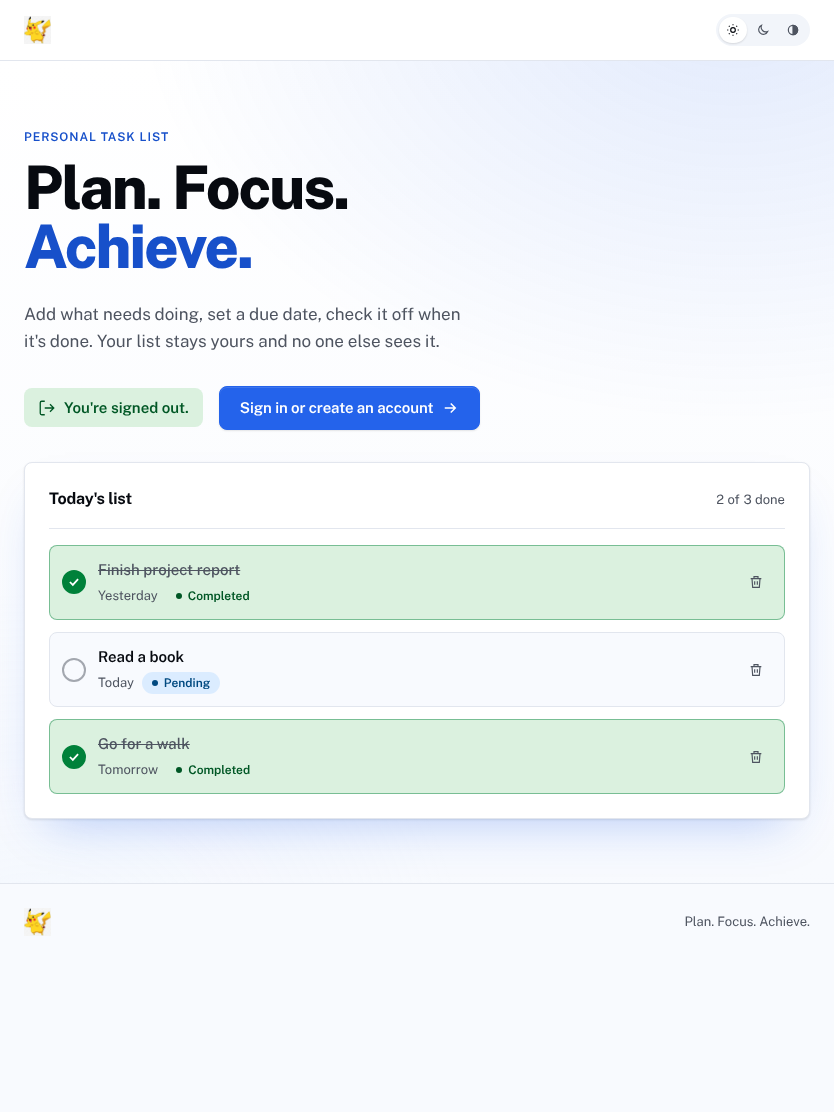 PERSONAL TASK LIST
Plan. Focus.
Achieve.
Add what needs doing, set a due date, check it off when
it's done. Your list stays yours and no one else sees it.
You're signed out.
Sign in or create an account
Today's list
2 of 3 done
Finish project report
Yesterday
Completed
Read a book
Today
Pending
Go for a walk
Tomorrow
Completed
Plan. Focus. Achieve.